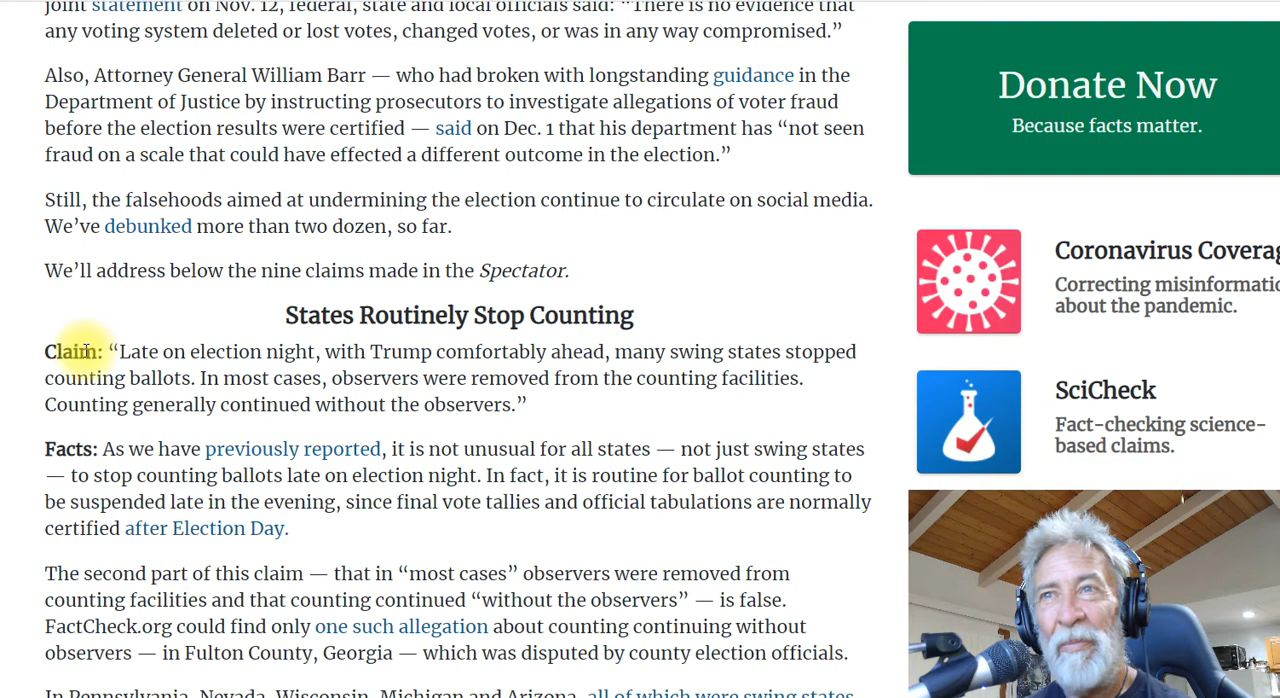 joint statement on Nov. 12, federal, state and local officials said: “There is no evidence that
any voting system deleted or lost votes, changed votes, or was in any way compromised.”
Also, Attorney General William Barr — who had broken with longstanding guidance in the
Department of Justice by instructing prosecutors to investigate allegations of voter fraud
before the election results were certified — said on Dec. 1 that his department has “not seen
fraud on a scale that could have effected a different outcome in the election.”
Still, the falsehoods aimed at undermining the election continue to circulate on social media.
We’ve debunked more than two dozen, so far.
We’ll address below the nine claims made in the Spectator.
States Routinely Stop Counting
Claim: “Late on election night, with Trump comfortably ahead, many swing states stopped
counting ballots. In most cases, observers were removed from the counting facilities.
Counting generally continued without the observers.”
Facts: As we have previously reported, it is not unusual for all states — not just swing states
— to stop counting ballots late on election night. In fact, it is routine for ballot counting to
be suspended late in the evening, since final vote tallies and official tabulations are normally
certified after Election Day.
The second part of this claim — that in “most cases” observers were removed from
counting facilities and that counting continued “without the observers” — is false.
FactCheck.org could find only one such allegation about counting continuing without
observers — in Fulton County, Georgia — which was disputed by county election officials.
In Pennsylvania, Nevada, Wisconsin, Michigan and Arizona, all of which were swing states
Donate Now
Because facts matter.
Coronavirus Coverag
Correcting misinformatio
about the pandemic.
SciCheck
Fact-checking science-
based claims.